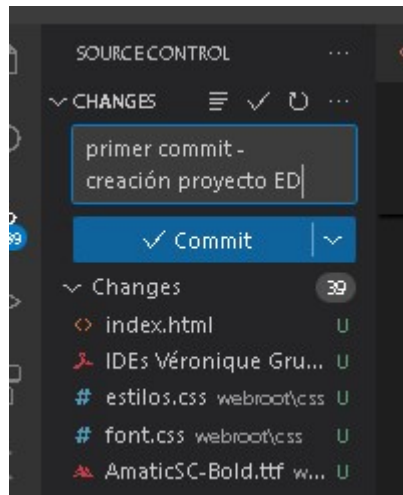 SOURCE CONTROL
CHANGES
primer commit -
creación proyecto ED
Commit
Changes 39
index.html U
IDEs Véronique Gru... U
# estilos.css webroot\css U
# font.css webroot\css U
AmaticSC-Bold.ttf w... U